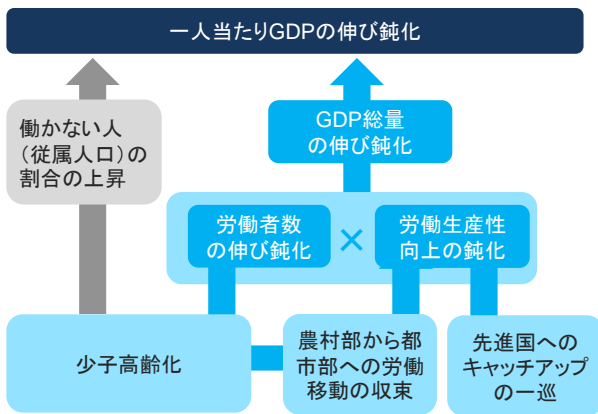 一人当たりGDPの伸び鈍化
働かない人
（従属人口）の
割合の上昇
GDP総量
の伸び鈍化
労働者数
の伸び鈍化
×
労働生産性
向上の鈍化
少子高齢化
農村部から都
市部への労働
移動の収束
先進国への
キャッチアップ
の一巡